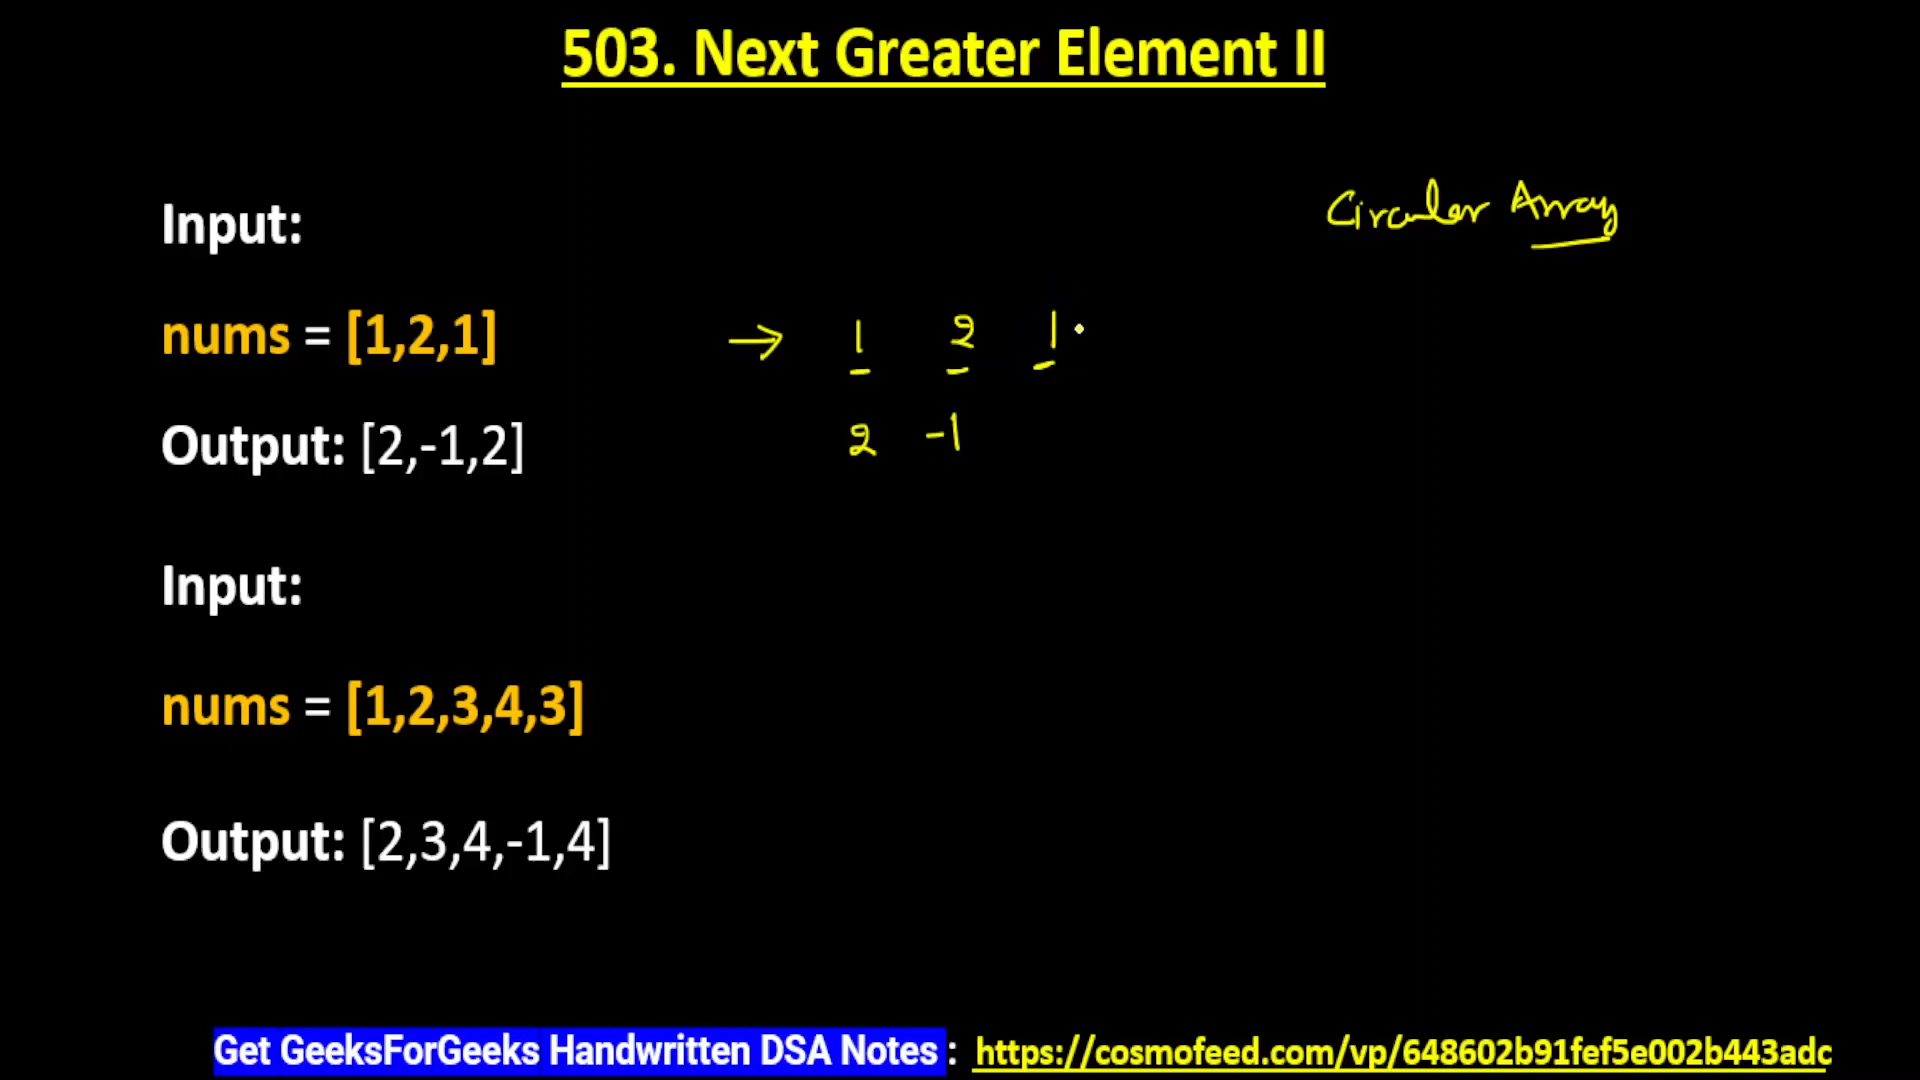 503. Next Greater Element II
Circular Array
Input:
nums = [1,2,1]
→ 1 2 1
Output: [2,-1,2]
2 -1
Input:
nums = [1,2,3,4,3]
Output: [2,3,4,-1,4]
Get GeeksForGeeks Handwritten DSA Notes : https://cosmofeed.com/vp/648602b91fef5e002b443adc